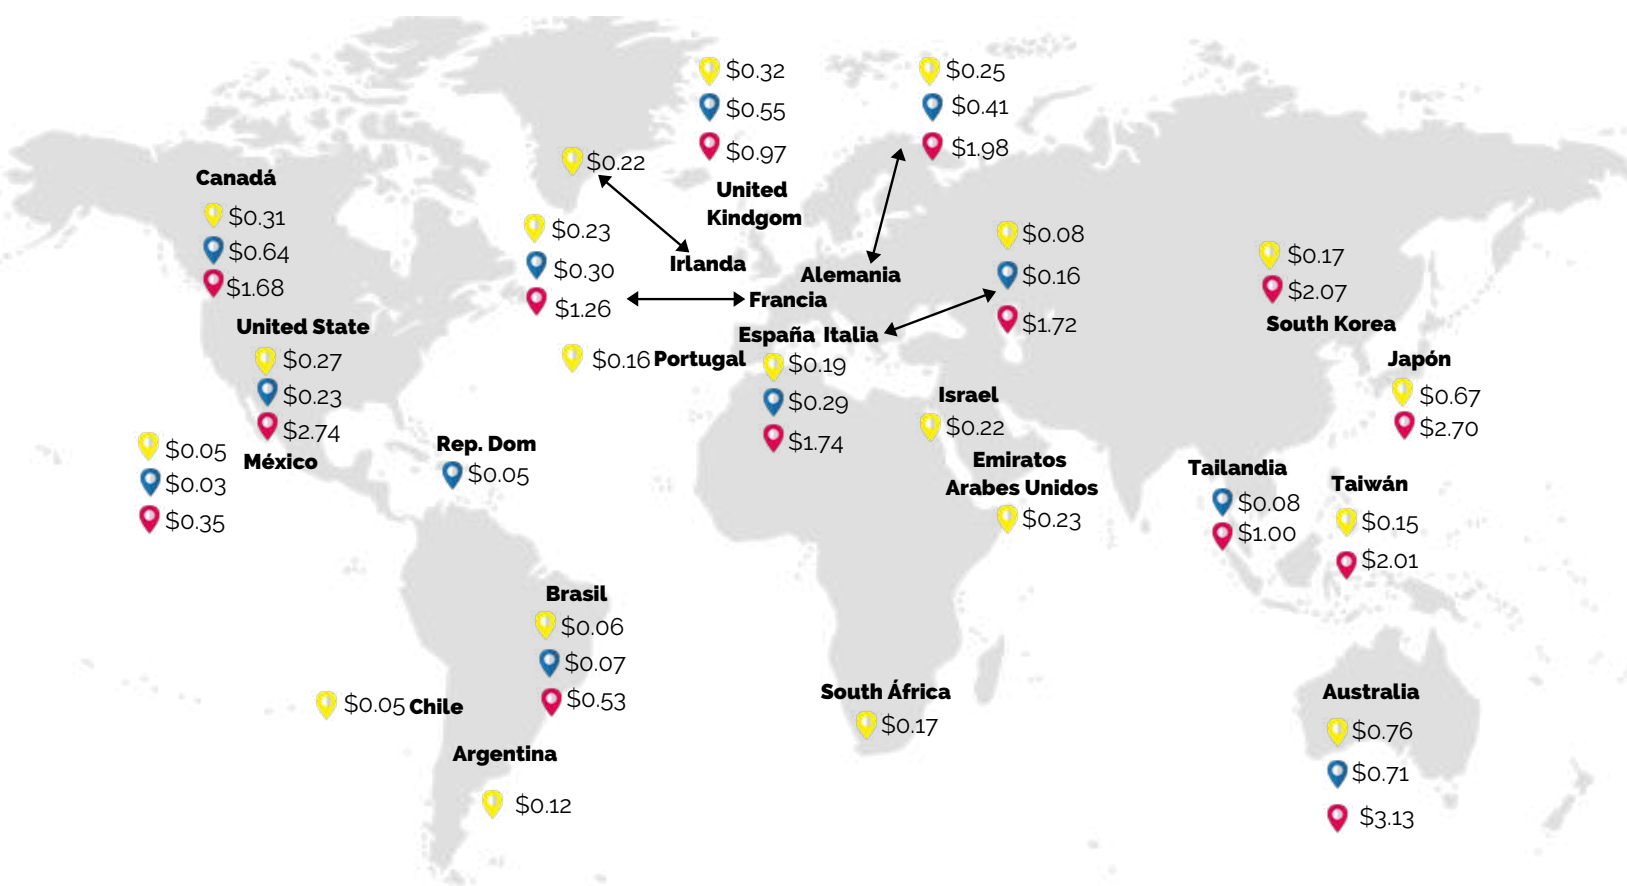 $0.32
$0.55
$0.97
United
Kindgom
$0.25
$0.41
$1.98
Alemania
$0.22
Irlanda
Canadá
$0.31
$0.64
$1.68
$0.23
$0.30
$1.26
Francia
$0.08
$0.16
$1.72
Italia
$0.17
$2.07
South Korea
United State
$0.27
$0.23
$2.74
España
$0.19
$0.29
$1.74
$0.16 Portugal
Japón
$0.67
$2.70
Israel
$0.22
México
$0.05
$0.03
$0.35
Rep. Dom
$0.05
Emiratos
Arabes Unidos
$0.23
Tailandia
$0.08
$1.00
Taiwán
$0.15
$2.01
Brasil
$0.06
$0.07
$0.53
$0.05 Chile
South África
$0.17
Australia
$0.76
$0.71
$3.13
Argentina
$0.12